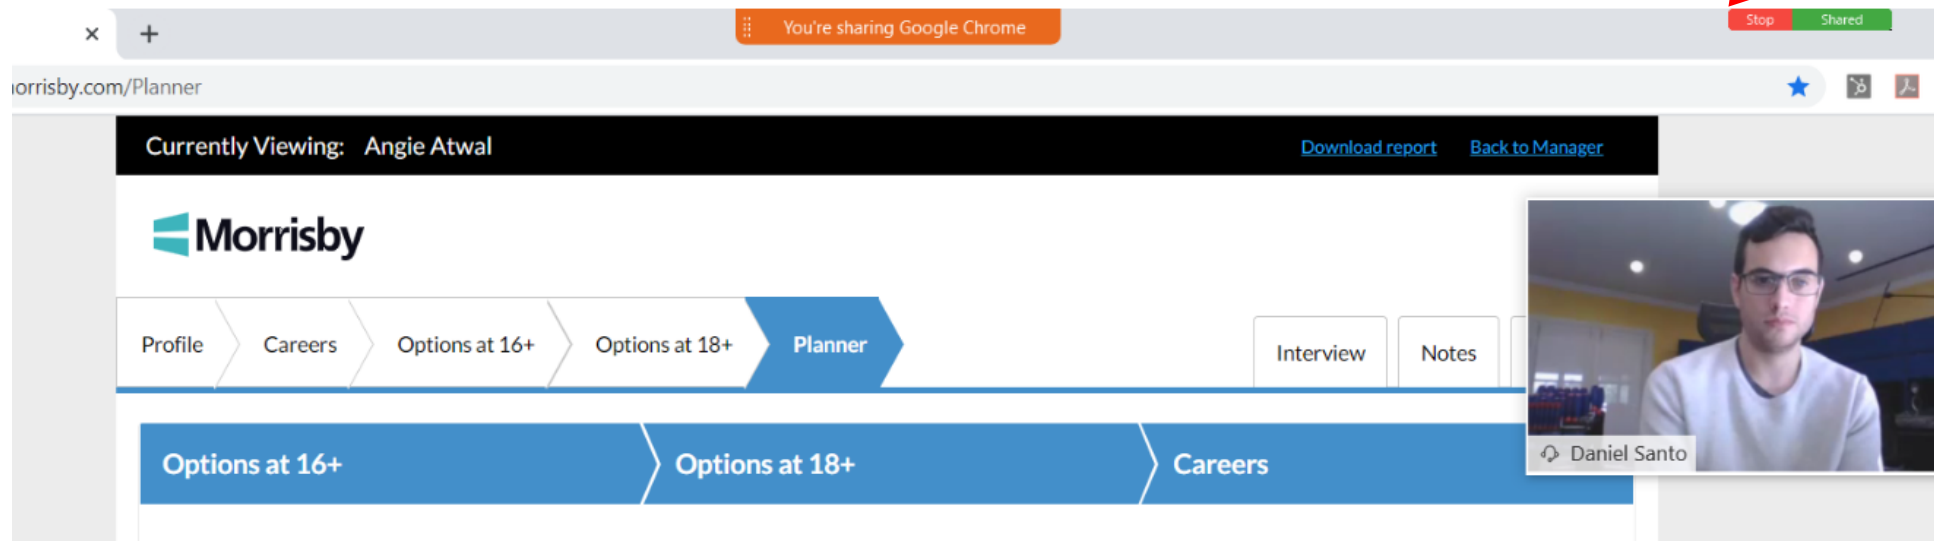 You're sharing Google Chrome
Stop Shared
orrisby.com/Planner
Currently Viewing: Angie Atwal Download report Back to Manager
Morrisby
Profile Careers Options at 16+ Options at 18+ Planner Interview Notes
Daniel Santo
Options at 16+ Options at 18+ Careers